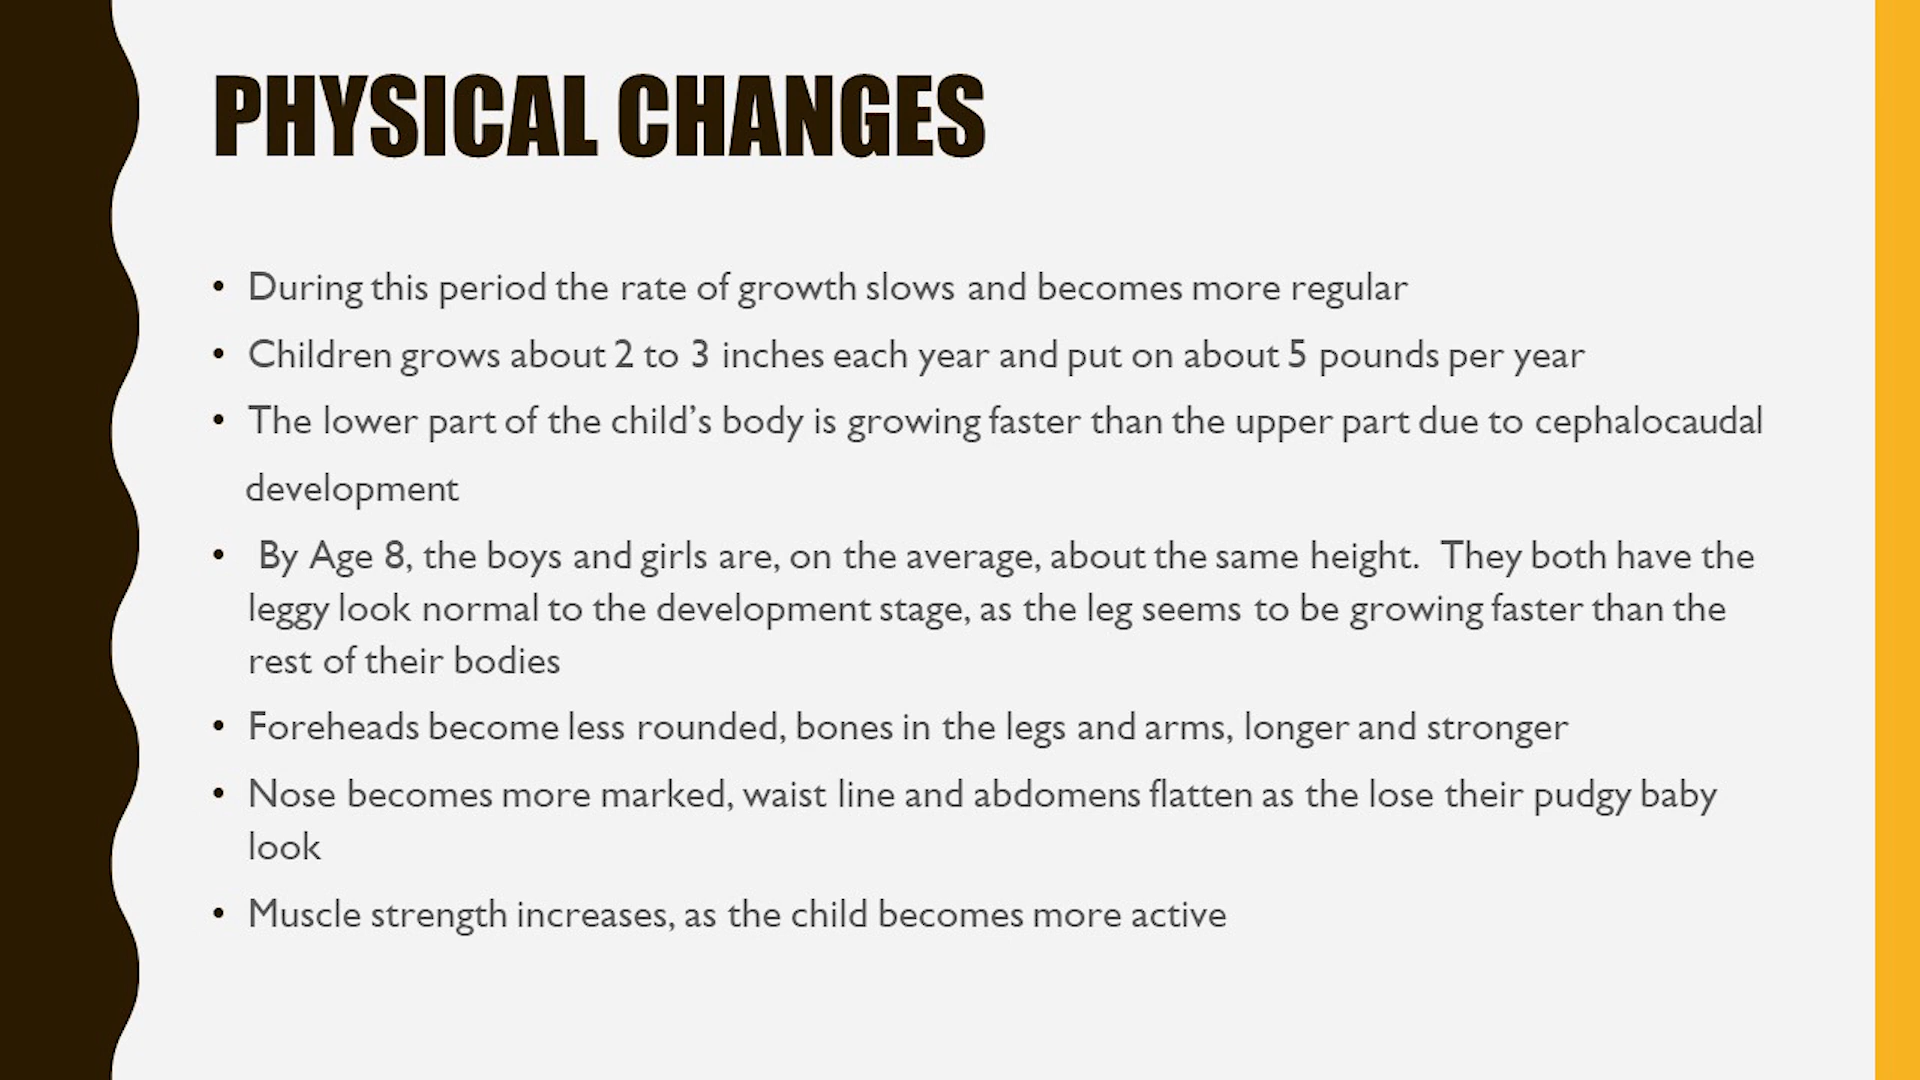 PHYSICAL CHANGES
• During this period the rate of growth slows and becomes more regular
• Children grows about 2 to 3 inches each year and put on about 5 pounds per year
• The lower part of the child’s body is growing faster than the upper part due to cephalocaudal
development
• By Age 8, the boys and girls are, on the average, about the same height. They both have the
leggy look normal to the development stage, as the leg seems to be growing faster than the
rest of their bodies
• Foreheads become less rounded, bones in the legs and arms, longer and stronger
• Nose becomes more marked, waist line and abdomens flatten as the lose their pudgy baby
look
• Muscle strength increases, as the child becomes more active